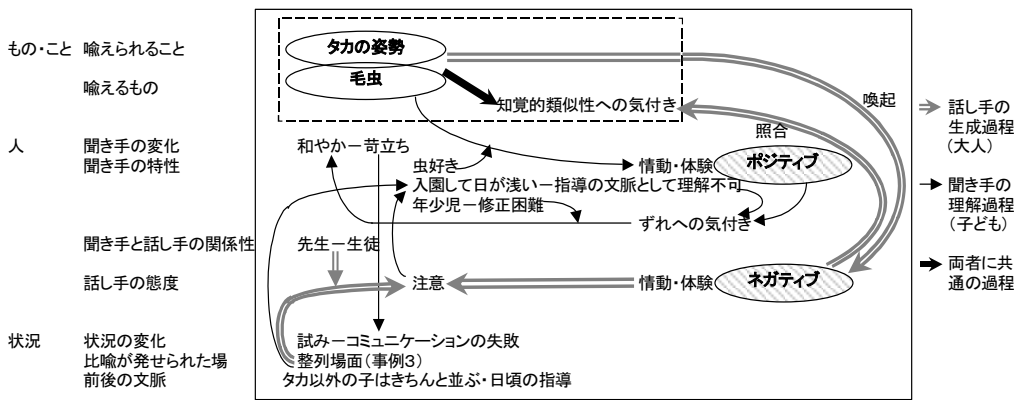 もの・こと 喩えられること
喩えるもの
人 聞き手の変化
聞き手の特性
聞き手と話し手の関係性
話し手の態度
状況 状況の変化
比喩が発せられた場
前後の文脈
タカの姿勢
毛虫
知覚的類似性への気付き
喚起
照合
和やか－苛立ち
虫好き
情動・体験 ポジティブ
入園して日が浅い－指導の文脈として理解不可
年少児－修正困難
ずれへの気付き
先生－生徒
注意
情動・体験 ネガティブ
試み－コミュニケーションの失敗
整列場面（事例３）
タカ以外の子はきちんと並ぶ・日頃の指導
話し手の
生成過程
（大人）
聞き手の
理解過程
（子ども）
両者に共
通の過程